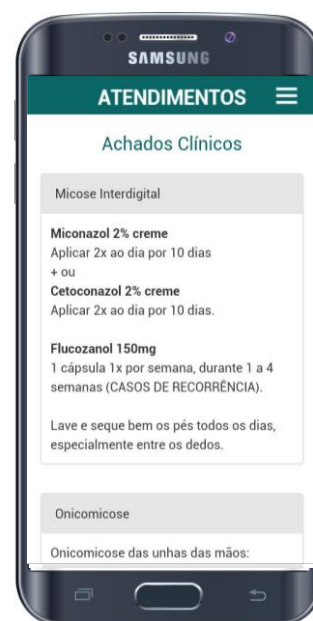 SAMSUNG
ATENDIMENTOS
Achados Clínicos
Micose Interdigital
Miconazol 2% creme
Aplicar 2x ao dia por 10 dias
+ ou
Cetoconazol 2% creme
Aplicar 2x ao dia por 10 dias.
Flucozanol 150mg
1 cápsula 1x por semana, durante 1 a 4
semanas (CASOS DE RECORRÊNCIA).
Lave e seque bem os pés todos os dias,
especialmente entre os dedos.
Onicomicose
Onicomicose das unhas das mãos: